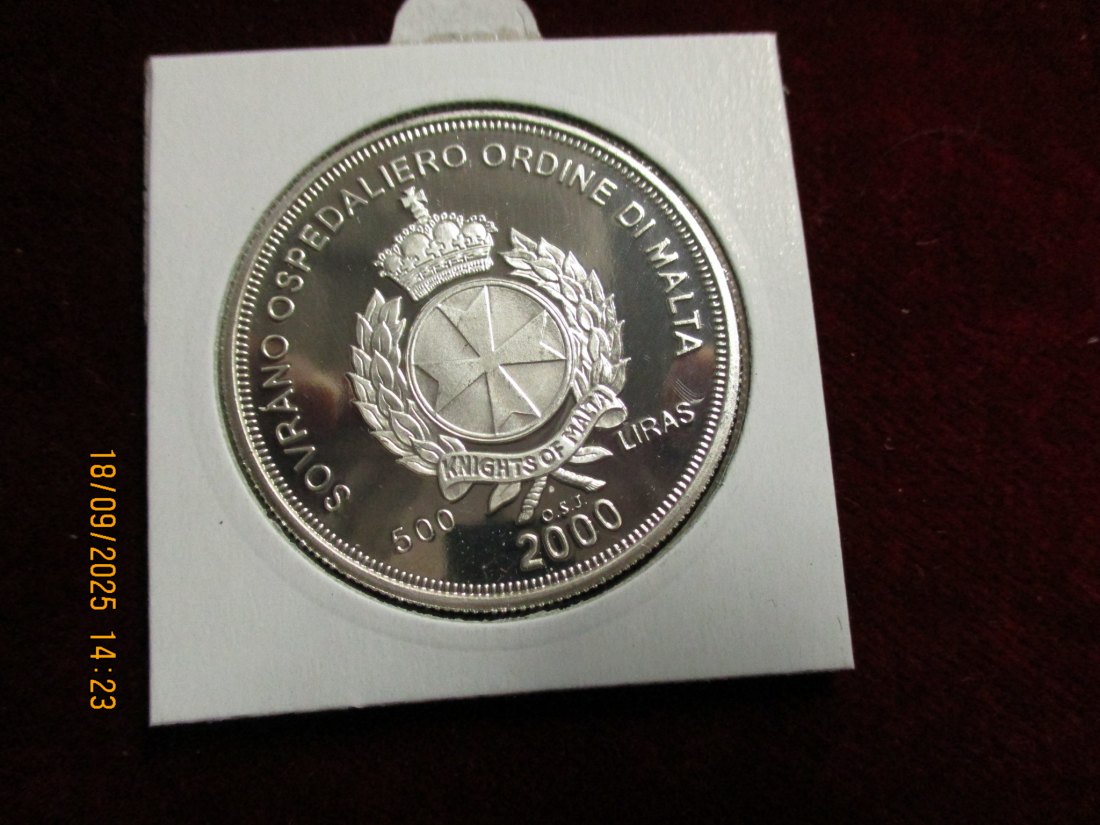 SOVRANO OSPEDALIERO ORDINE DI MALTA
KNIGHTS OF MALTA
500 LIRAS
O.S.J.
2000
18/09/2025 14:23